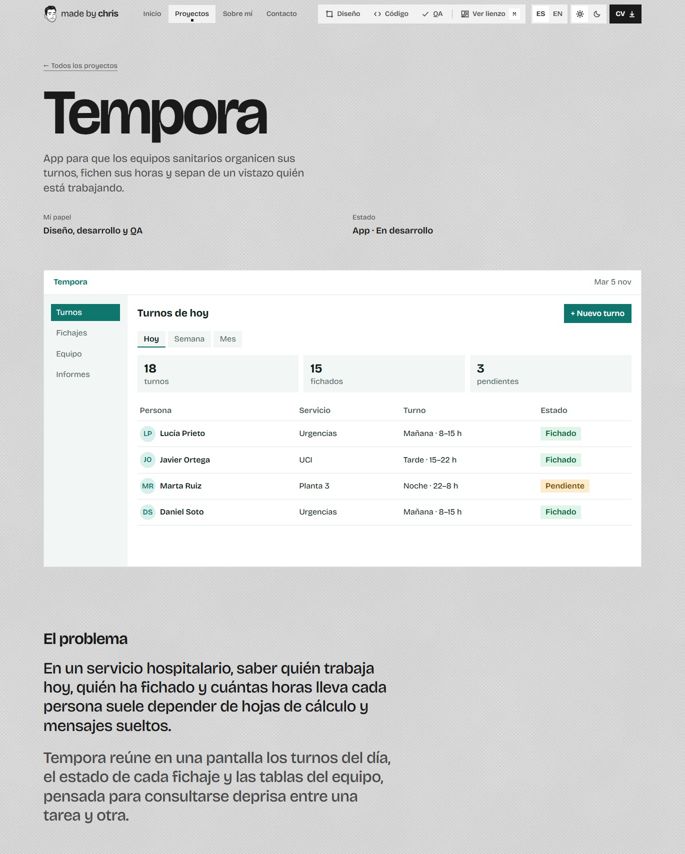 made by chris Inicio Proyectos Sobre mí Contacto Diseño Código QA Ver lienzo M ES EN CV
← Todos los proyectos
Tempora
App para que los equipos sanitarios organicen sus
turnos, fichen sus horas y sepan de un vistazo quién
está trabajando.
Mi papel Estado
Diseño, desarrollo y QA App · En desarrollo
Tempora Mar 5 nov
Turnos
Fichajes
Equipo
Informes
Turnos de hoy + Nuevo turno
Hoy Semana Mes
18 15 3
turnos fichados pendientes
Persona Servicio Turno Estado
LP Lucía Prieto Urgencias Mañana · 8–15 h Fichado
JO Javier Ortega UCI Tarde · 15–22 h Fichado
MR Marta Ruiz Planta 3 Noche · 22–8 h Pendiente
DS Daniel Soto Urgencias Mañana · 8–15 h Fichado
El problema
En un servicio hospitalario, saber quién trabaja
hoy, quién ha fichado y cuántas horas lleva cada
persona suele depender de hojas de cálculo y
mensajes sueltos.
Tempora reúne en una pantalla los turnos del día,
el estado de cada fichaje y las tablas del equipo,
pensada para consultarse deprisa entre una
tarea y otra.